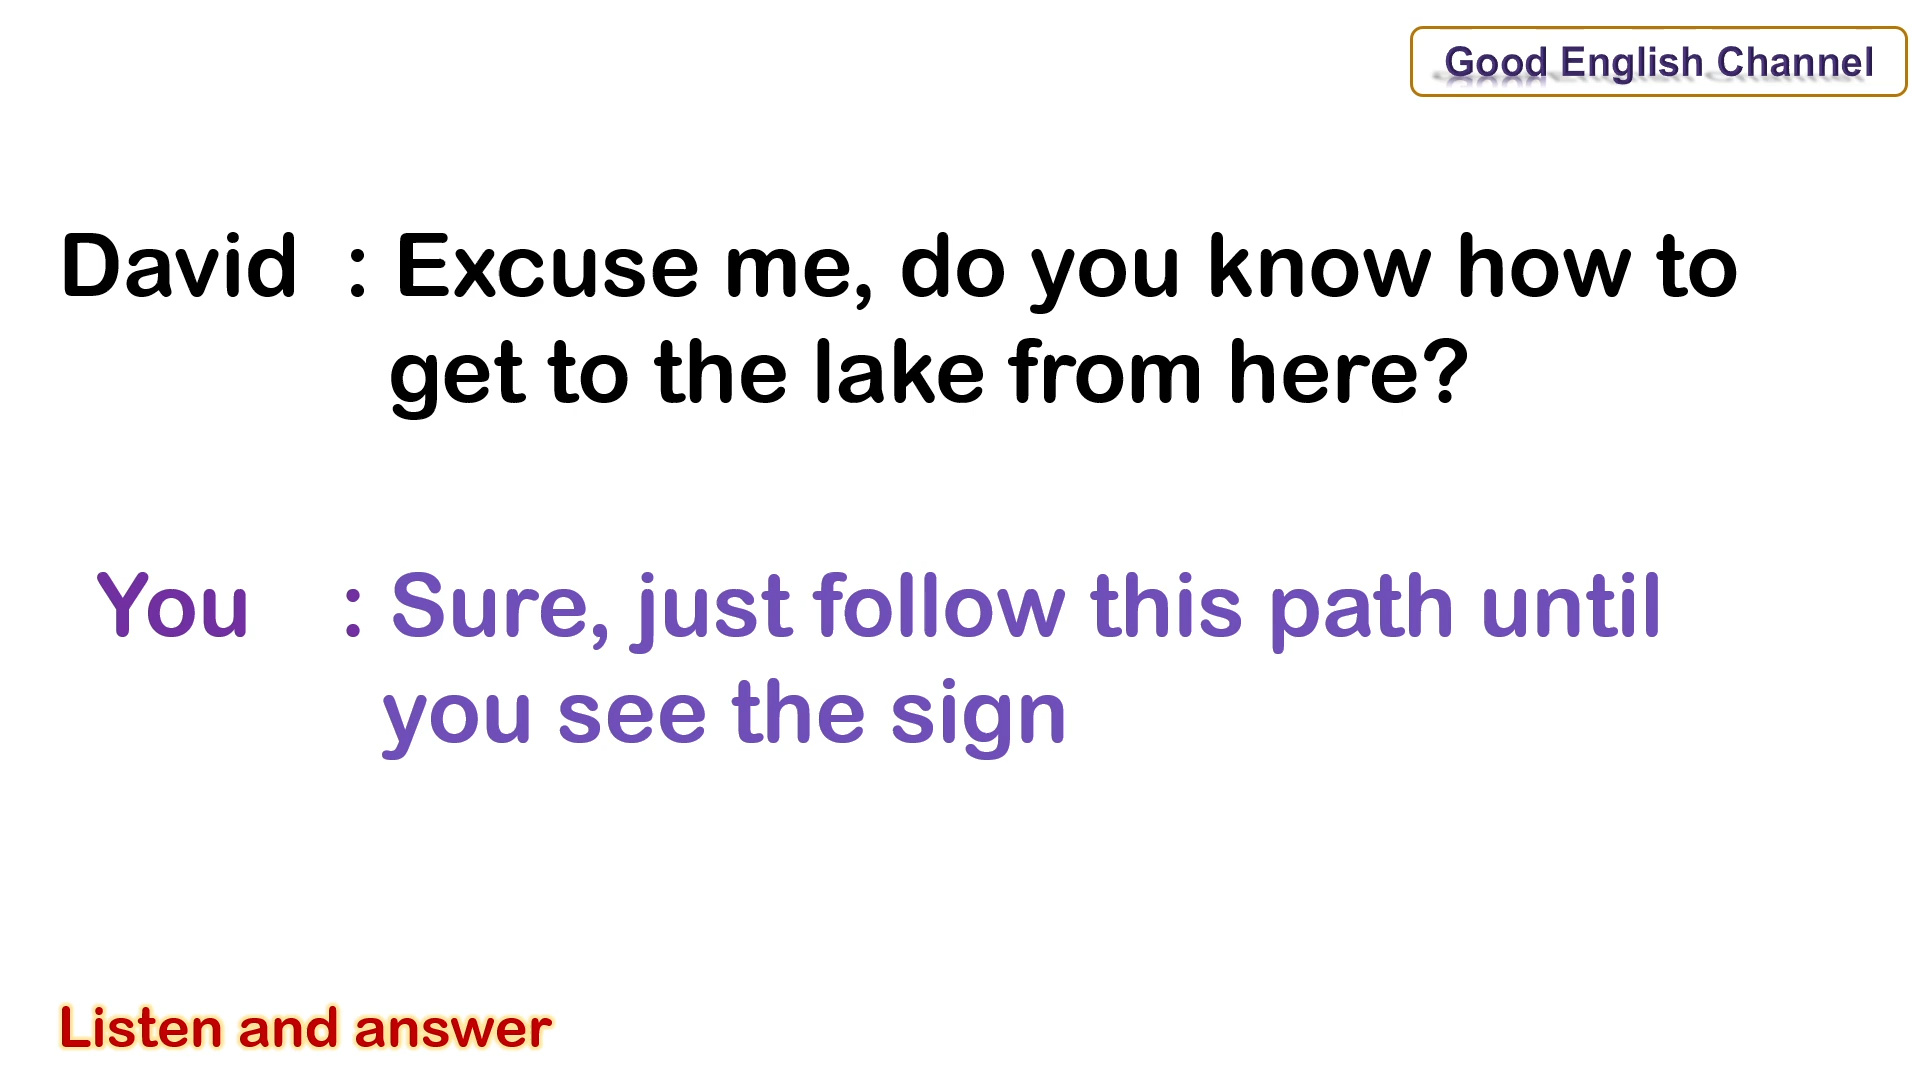 Good English Channel
David : Excuse me, do you know how to
get to the lake from here?
You : Sure, just follow this path until
you see the sign
Listen and answer